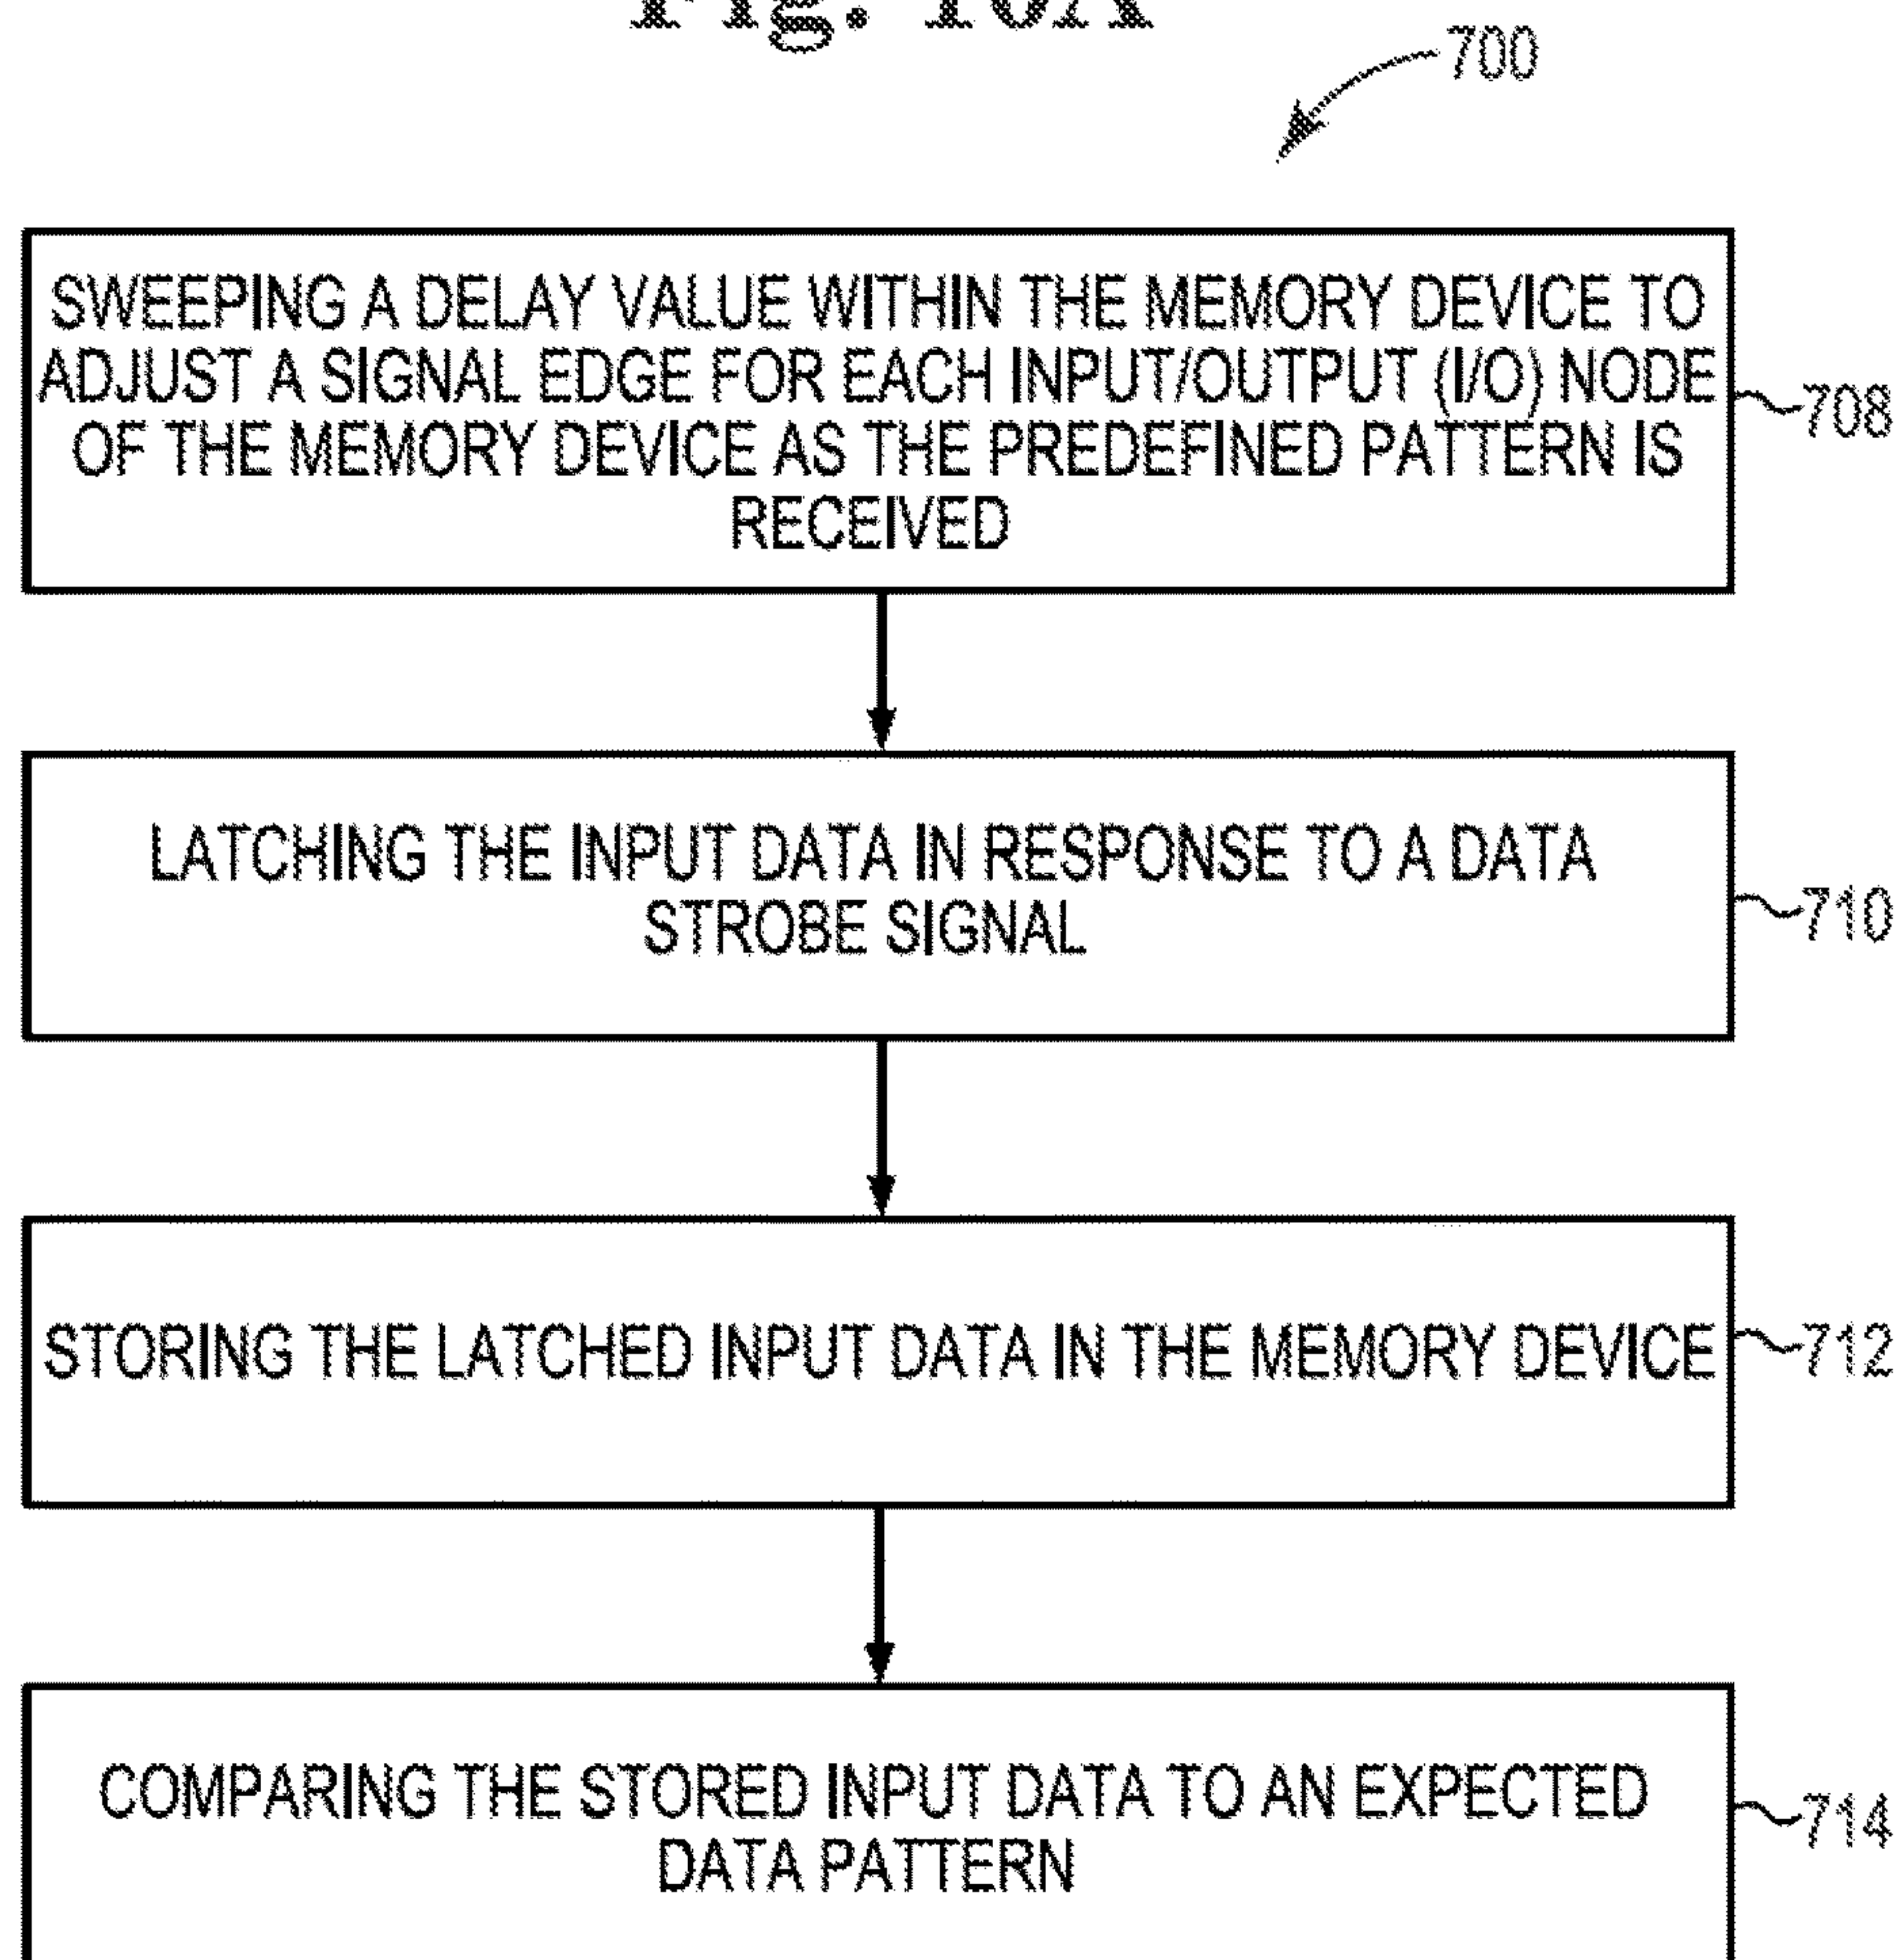 Fig. 10A
700
SWEEPING A DELAY VALUE WITHIN THE MEMORY DEVICE TO
ADJUST A SIGNAL EDGE FOR EACH INPUT/OUTPUT (I/O) NODE
OF THE MEMORY DEVICE AS THE PREDEFINED PATTERN IS
RECEIVED
708
LATCHING THE INPUT DATA IN RESPONSE TO A DATA
STROBE SIGNAL
710
STORING THE LATCHED INPUT DATA IN THE MEMORY DEVICE
712
COMPARING THE STORED INPUT DATA TO AN EXPECTED
DATA PATTERN
714